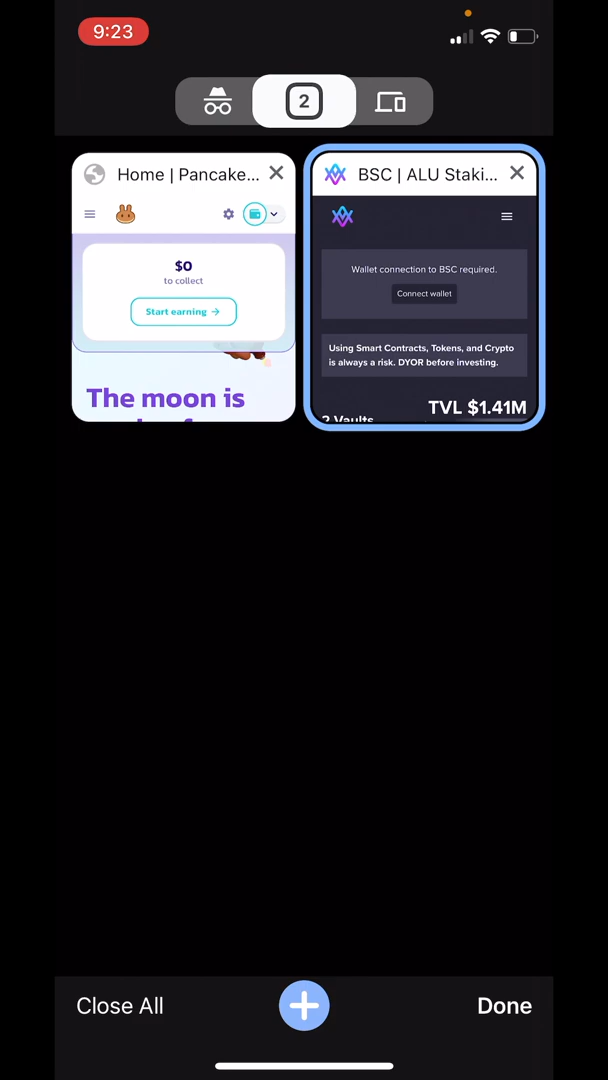 9:23
2
Home | Pancake...
BSC | ALU Staki...
$0
to collect
Start earning
The moon is
Wallet connection to BSC required.
Connect wallet
Using Smart Contracts, Tokens, and Crypto
is always a risk. DYOR before investing.
TVL $1.41M
2 Vaults
Close All
Done